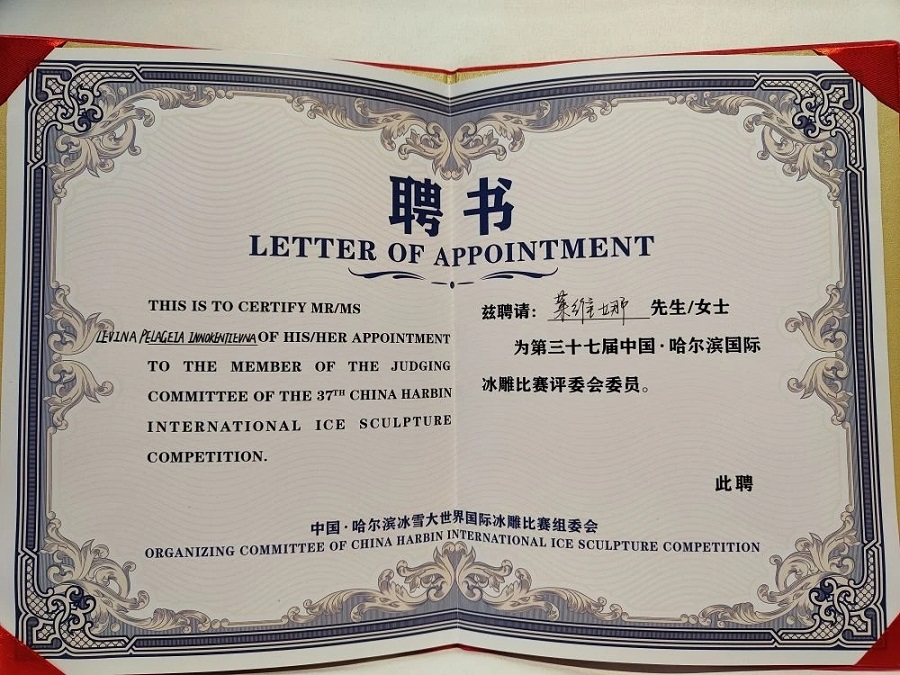 聘书
LETTER OF APPOINTMENT
THIS IS TO CERTIFY MR/MS
LEVINA PELAGEIA INNOKENTIEVNA OF HIS/HER APPOINTMENT
TO THE MEMBER OF THE JUDGING
COMMITTEE OF THE 37TH CHINA HARBIN
INTERNATIONAL ICE SCULPTURE
COMPETITION.
兹聘请：莱维娜 先生/女士
为第三十七届中国·哈尔滨国际
冰雕比赛评委会委员。
此聘
中国·哈尔滨冰雪大世界国际冰雕比赛组委会
ORGANIZING COMMITTEE OF CHINA HARBIN INTERNATIONAL ICE SCULPTURE COMPETITION